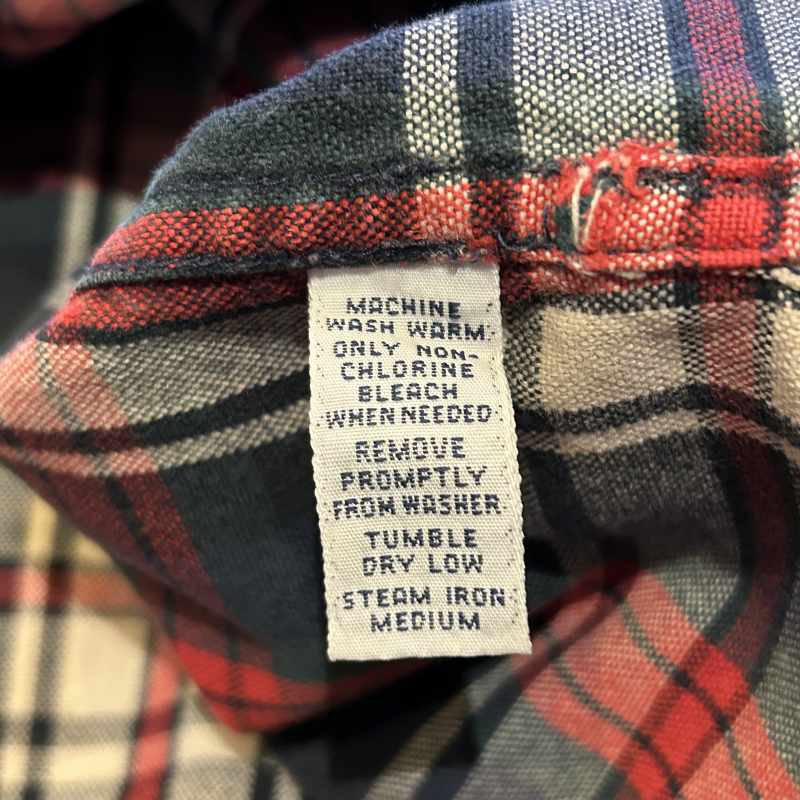 MACHINE
WASH WARM
ONLY NON-
CHLORINE
BLEACH
WHEN NEEDED
REMOVE
PROMPTLY
FROM WASHER
TUMBLE
DRY LOW
STEAM IRON
MEDIUM